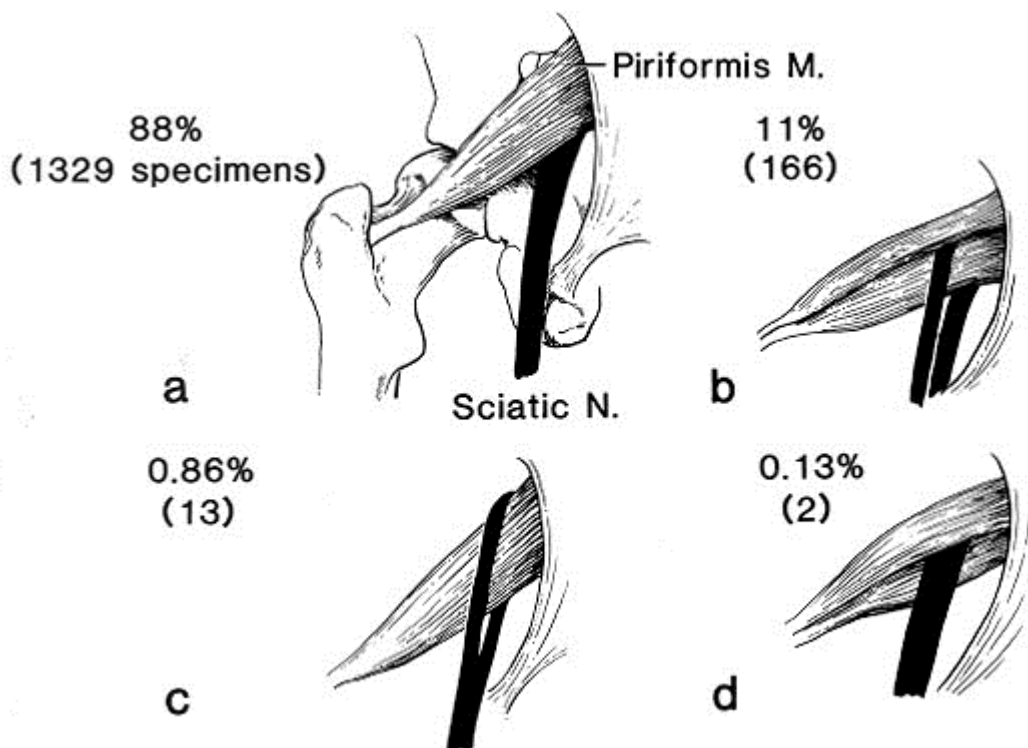 Piriformis M.
88%
(1329 specimens)
11%
(166)
a
b
Sciatic N.
0.86%
(13)
0.13%
(2)
c
d